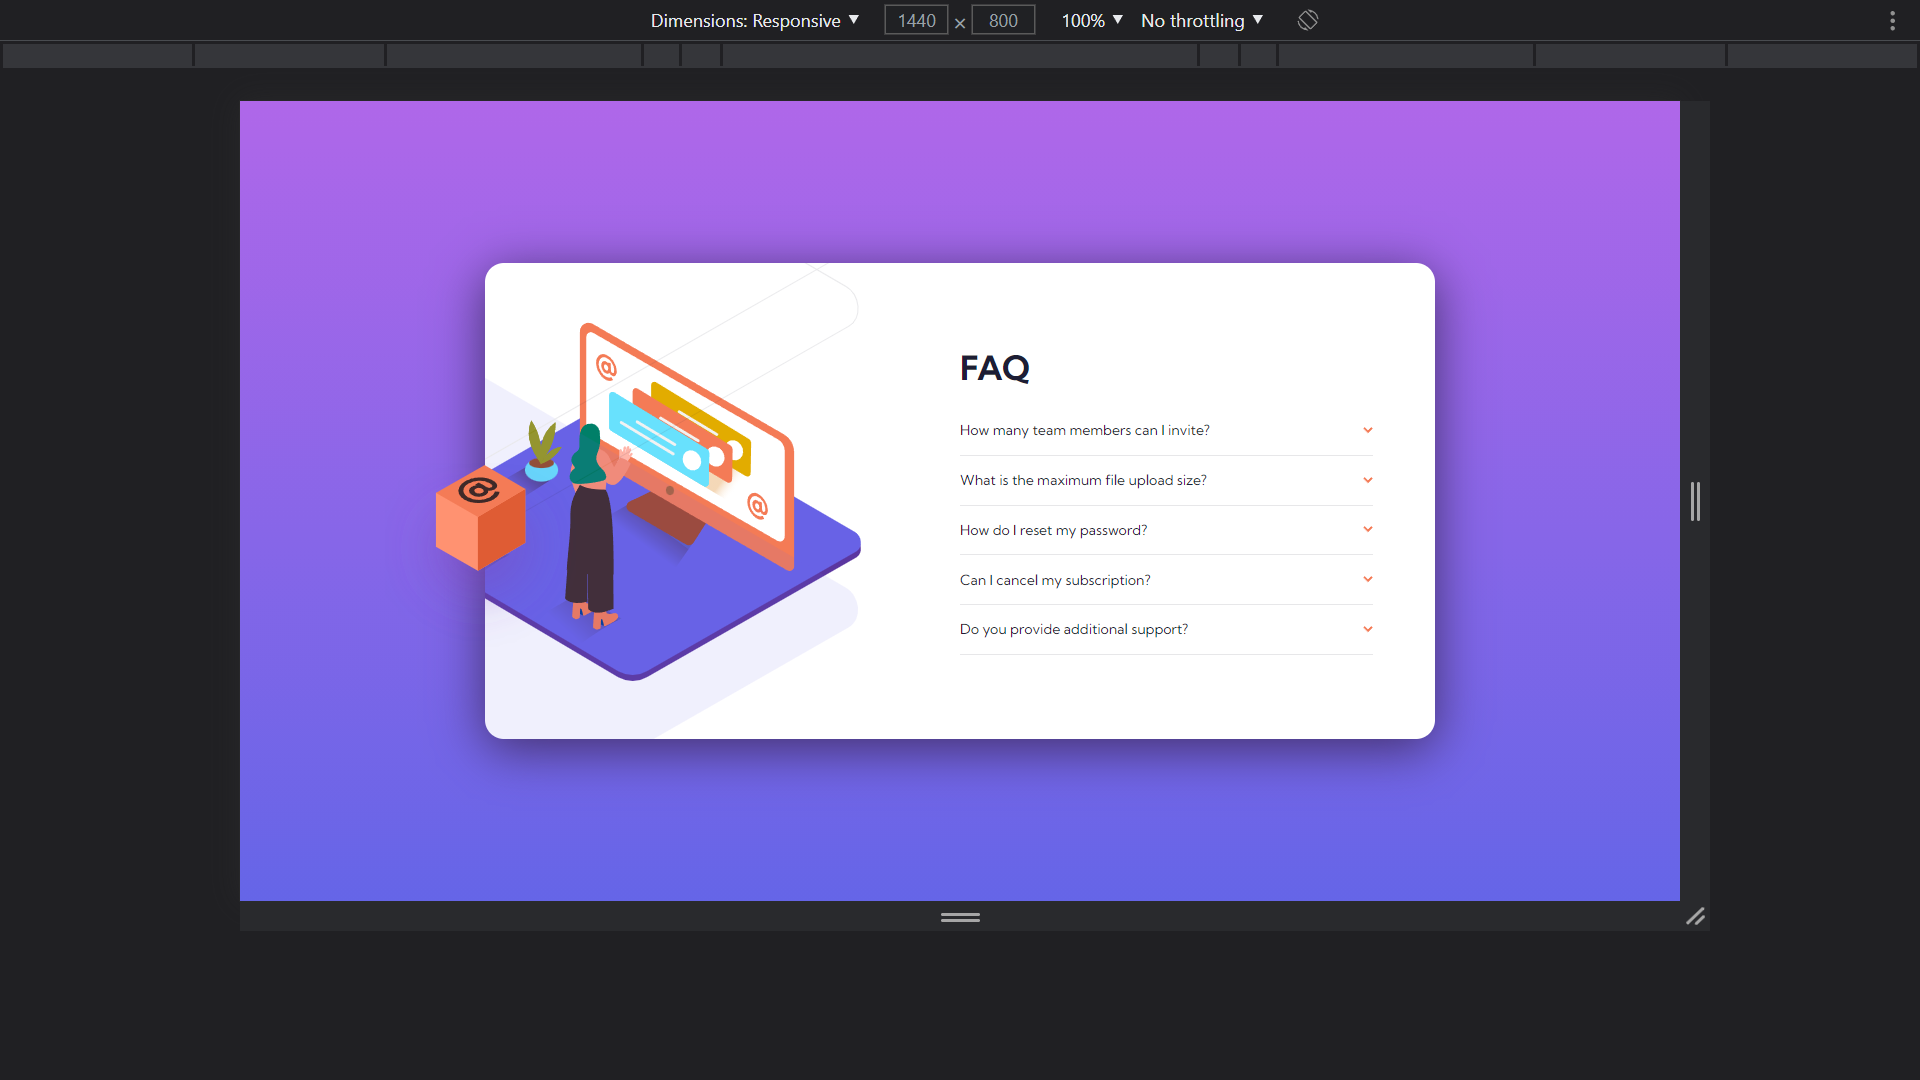 Dimensions: Responsive ▼ 1440 × 800 100% ▼ No throttling ▼
@
FAQ
How many team members can I invite?
What is the maximum file upload size?
@
@
How do I reset my password?
Can I cancel my subscription?
Do you provide additional support?